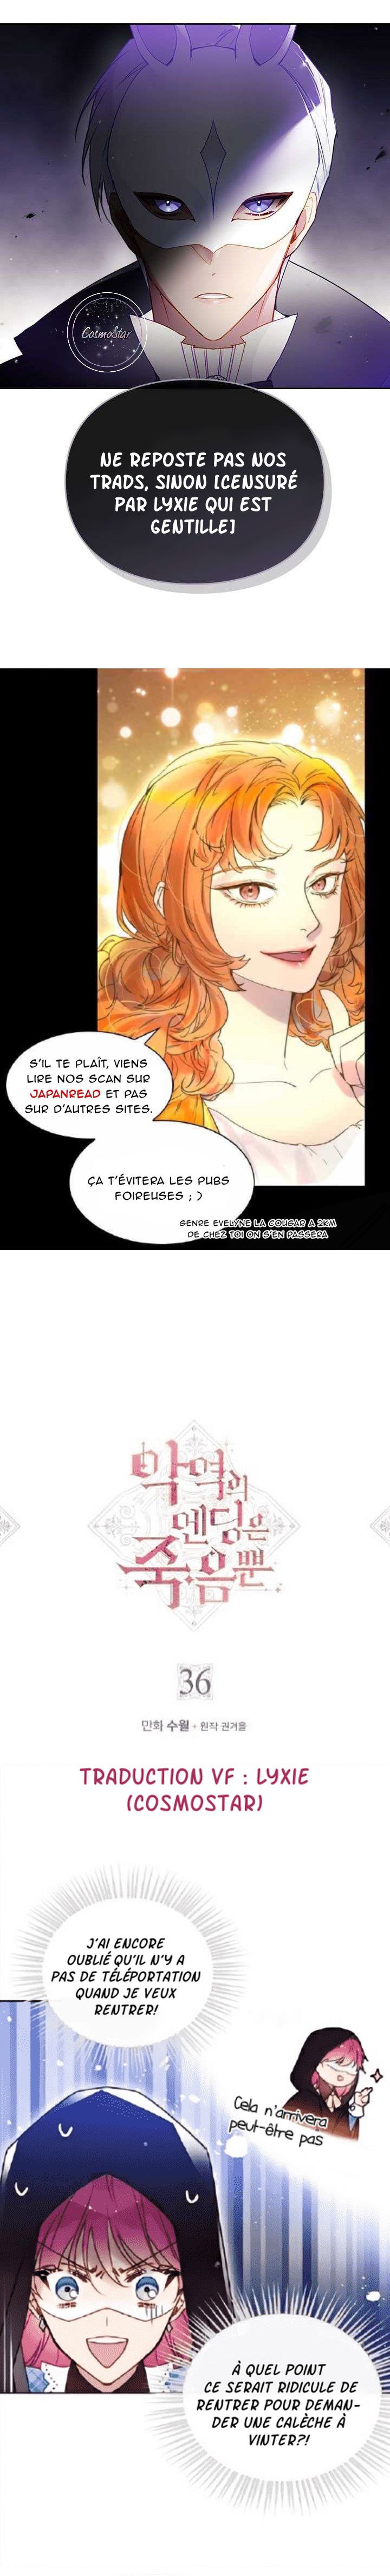 CosmoStar
NE REPOSTE PAS NOS
TRADS, SINON [CENSURÉ
PAR LYXIE QUI EST
GENTILLE]
S'IL TE PLAÎT, VIENS
LIRE NOS SCAN SUR
JAPANREAD ET PAS
SUR D'AUTRES SITES.
ÇA T'ÉVITERA LES PUBS
FOIREUSES ; )
GENRE EVELYNE LA COUGAR A 2KM
DE CHEZ TOI ON S'EN PASSERA
악역의
엔딩은
죽음뿐
36
만화 수월 • 원작 권겨을
TRADUCTION VF : LYXIE
(COSMOSTAR)
J'AI ENCORE
OUBLIÉ QU'IL N'Y A
PAS DE TÉLÉPORTATION
QUAND JE VEUX
RENTRER!
Cela n'arrivera
peut-être pas
À QUEL POINT
CE SERAIT RIDICULE DE
RENTRER POUR DEMAN-
DER UNE CALÈCHE À
VINTER?!